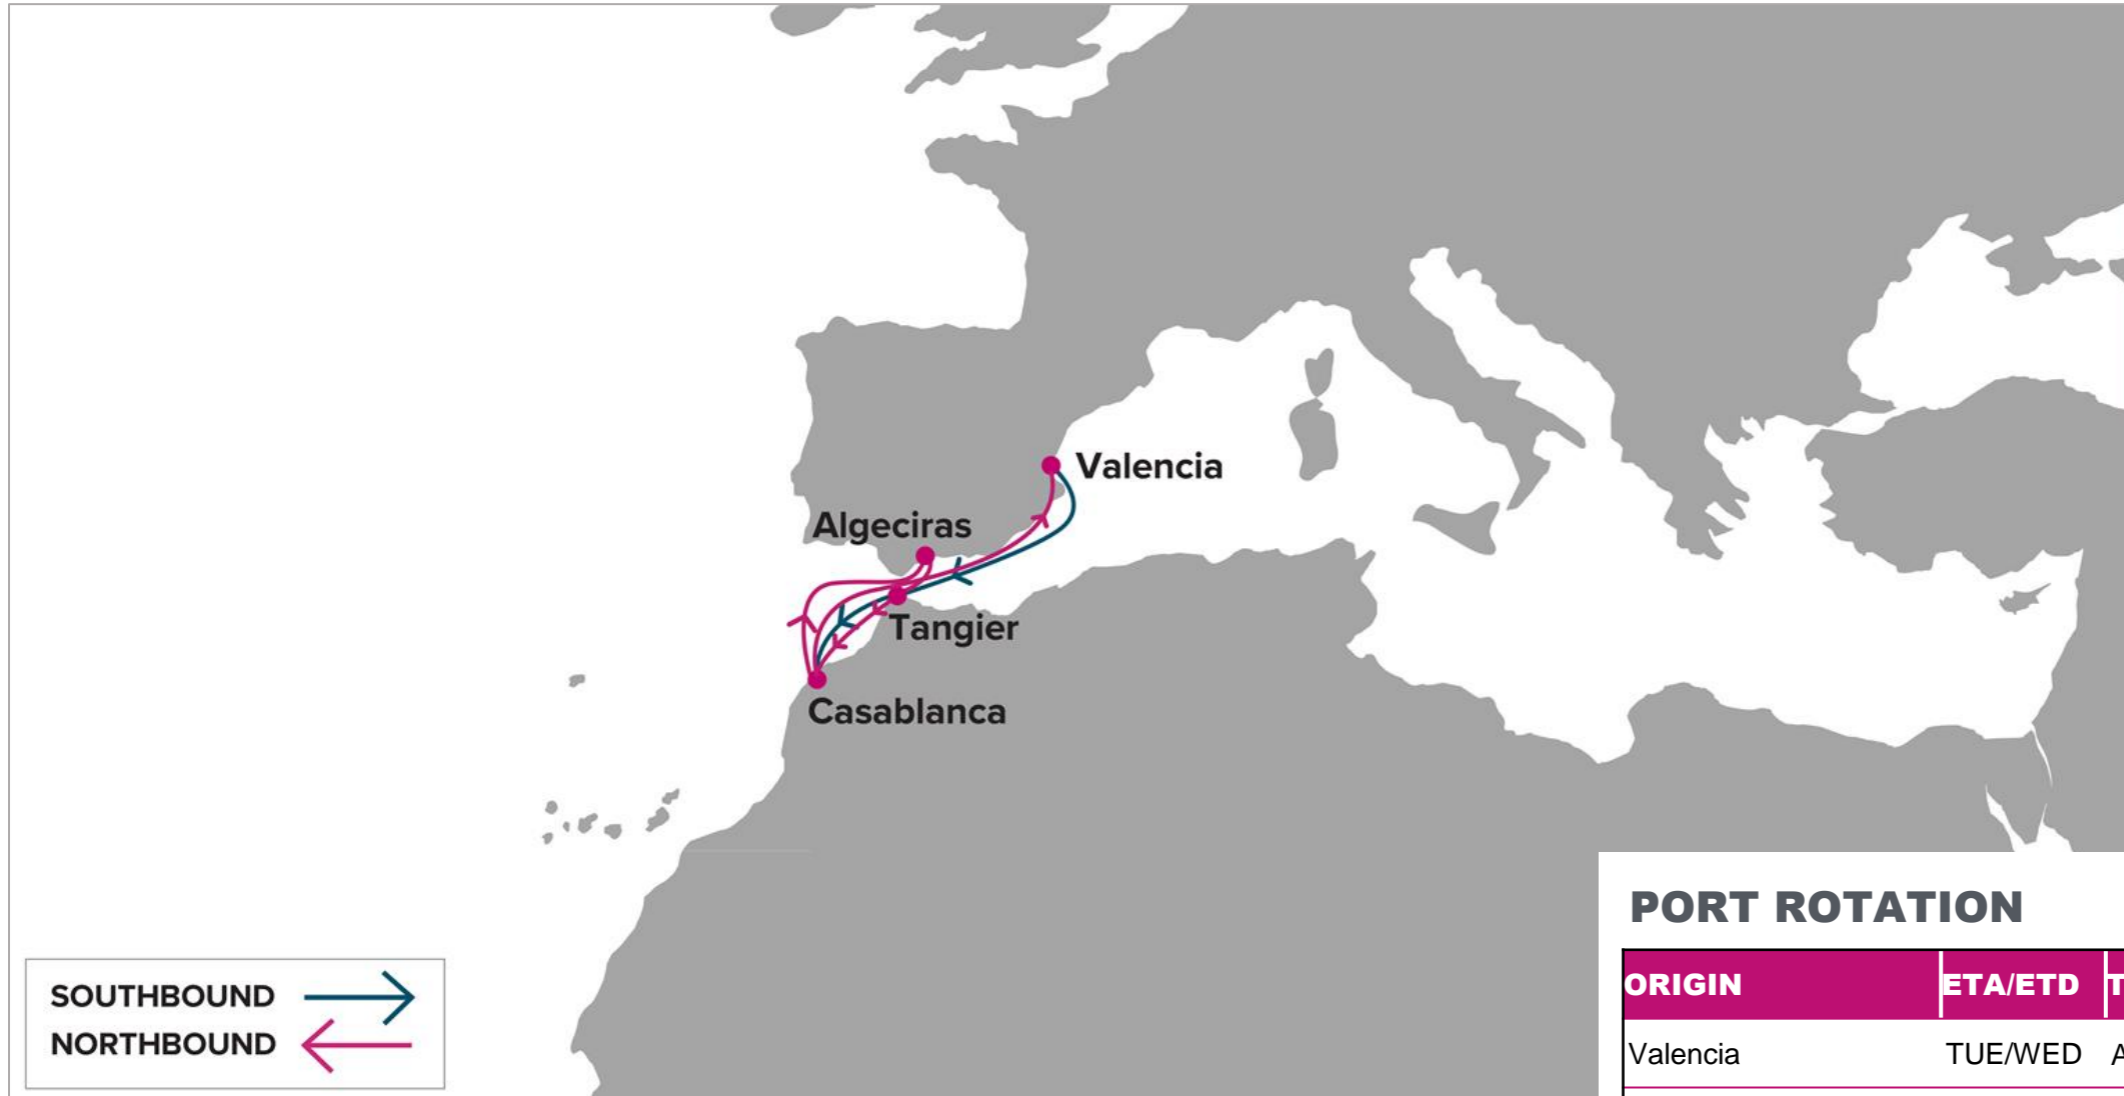 Valencia
Algeciras
Tangier
Casablanca
SOUTHBOUND
NORTHBOUND
PORT ROTATION
ORIGIN ETA/ETD
Valencia TUE/WED